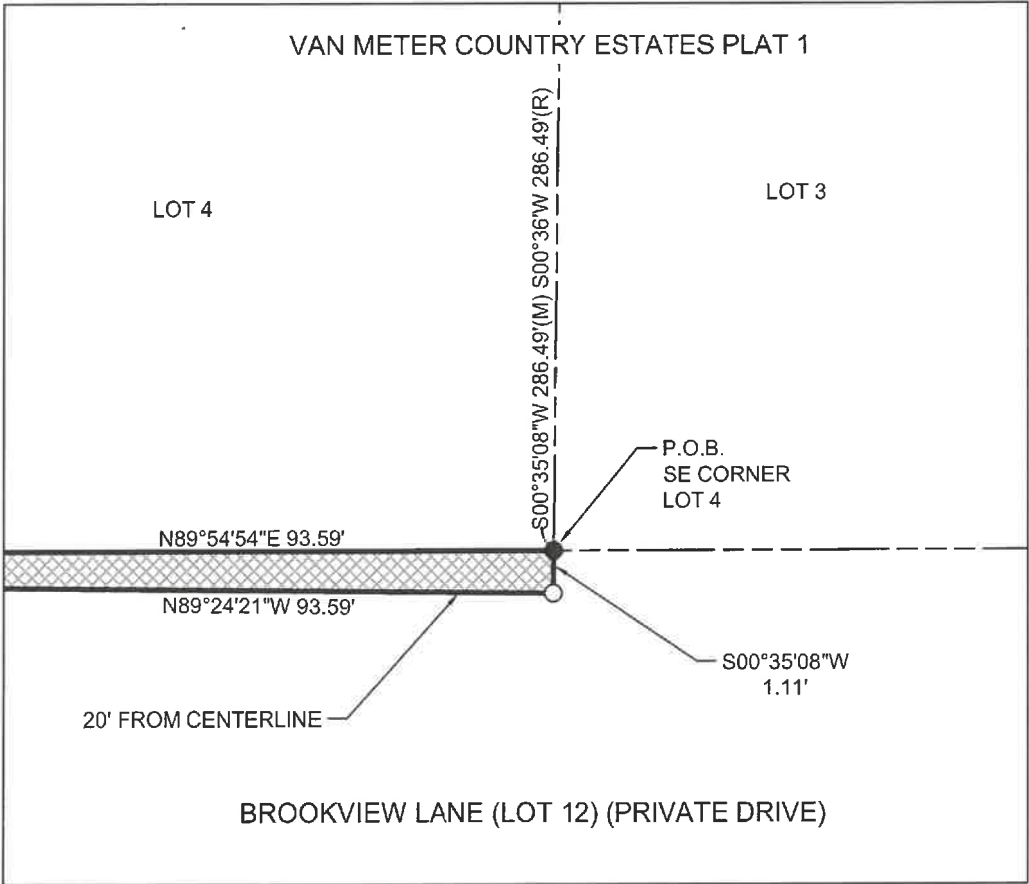 VAN METER COUNTRY ESTATES PLAT 1
LOT 4
S00°35'08"W 286.49'(M) S00°36'W 286.49'(R)
LOT 3
P.O.B.
SE CORNER
LOT 4
N89°54'54"E 93.59'
N89°24'21"W 93.59'
S00°35'08"W
1.11'
20' FROM CENTERLINE
BROOKVIEW LANE (LOT 12) (PRIVATE DRIVE)